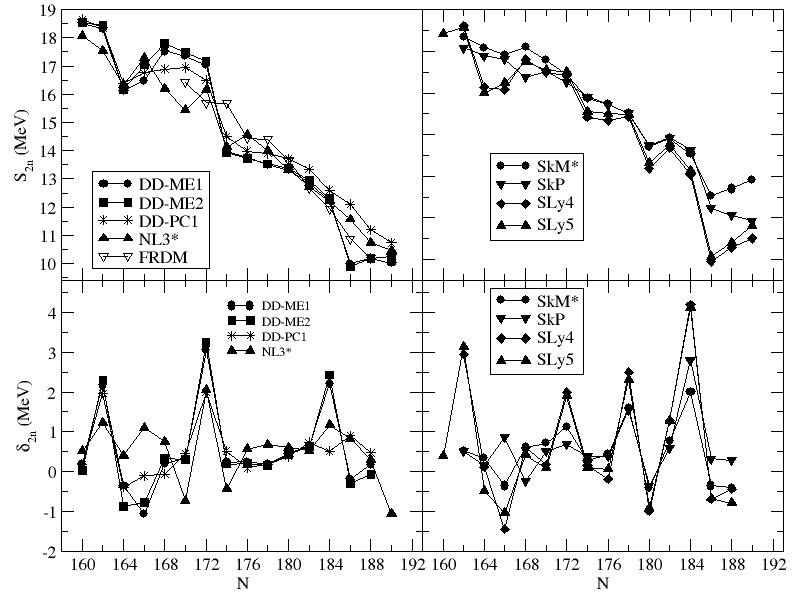 19
18
17
16
15
14
13
12
11
10
S2n (MeV)
DD-ME1
DD-ME2
DD-PC1
NL3*
FRDM
SkM*
SkP
SLy4
SLy5
4
3
2
1
0
-1
-2
δ2n (MeV)
DD-ME1
DD-ME2
DD-PC1
NL3*
SkM*
SkP
SLy4
SLy5
160 164 168 172 176 180 184 188 192 160 164 168 172 176 180 184 188 192
N N